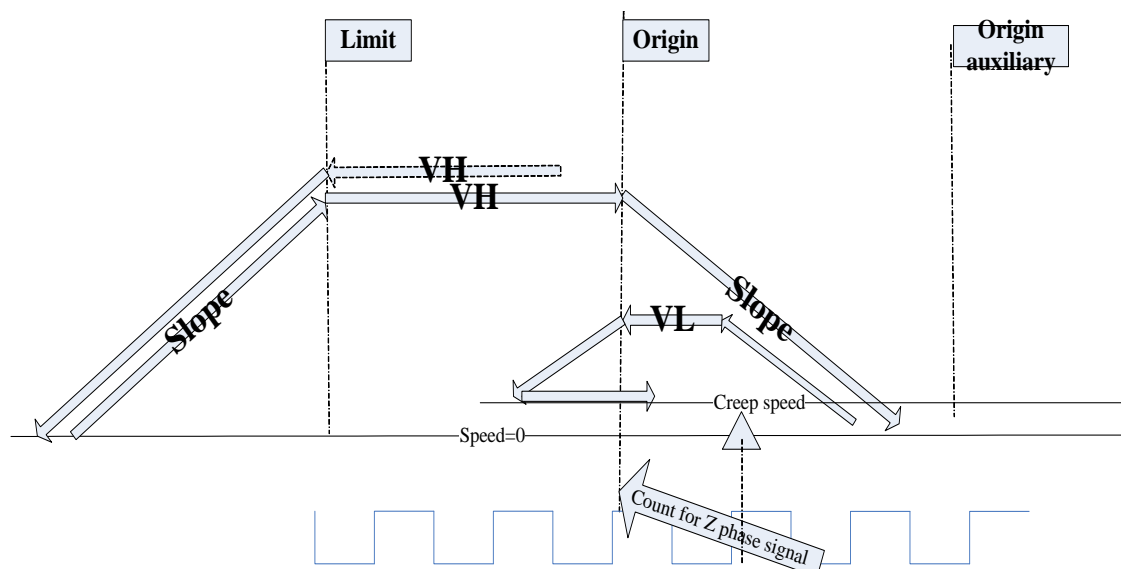 Limit
Origin
Origin
auxiliary
VH
VH
Slope
Slope
VL
Creep speed
Speed=0
Count for Z phase signal